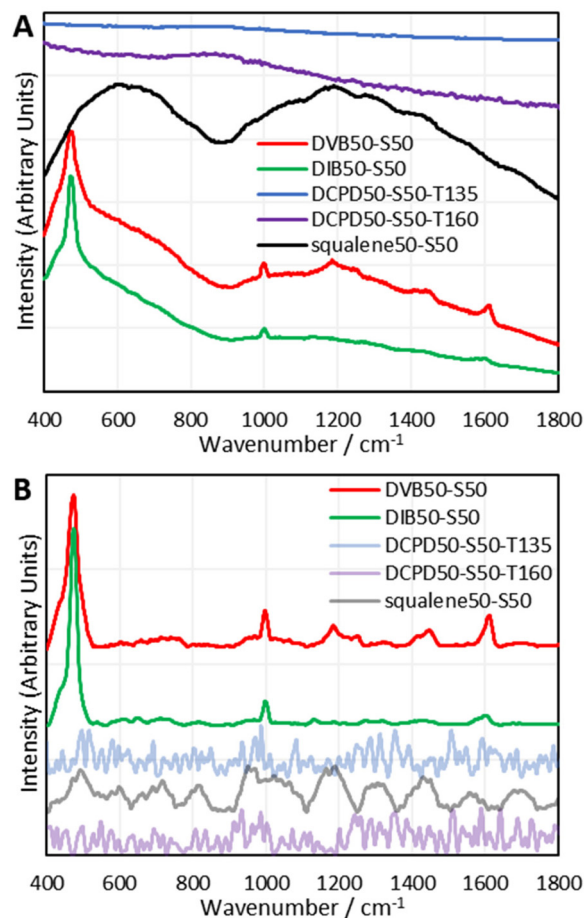 A
Intensity (Arbitrary Units)
DVB50-S50
DIB50-S50
DCPD50-S50-T135
DCPD50-S50-T160
squalene50-S50
400 600 800 1000 1200 1400 1600 1800
Wavenumber / cm⁻¹
B
Intensity (Arbitrary Units)
DVB50-S50
DIB50-S50
DCPD50-S50-T135
DCPD50-S50-T160
squalene50-S50
400 600 800 1000 1200 1400 1600 1800
Wavenumber / cm⁻¹